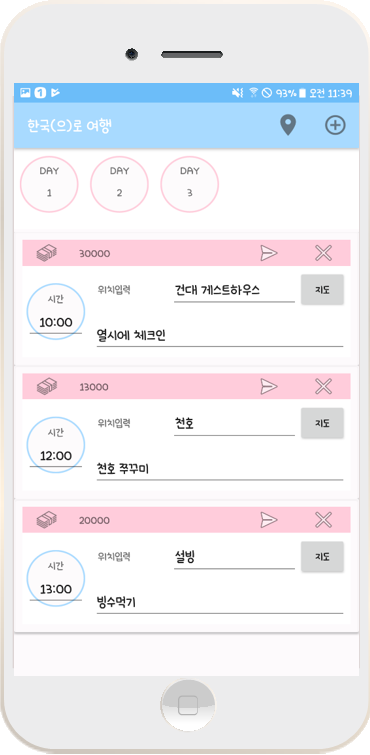 1 93% 오전 11:39
한국(으)로 여행
DAY DAY DAY
1 2 3
30000
시간 위치입력 건대 게스트하우스 지도
10:00
열시에 체크인
13000
시간 위치입력 천호 지도
12:00
천호 쭈꾸미
20000
시간 위치입력 설빙 지도
13:00
빙수먹기